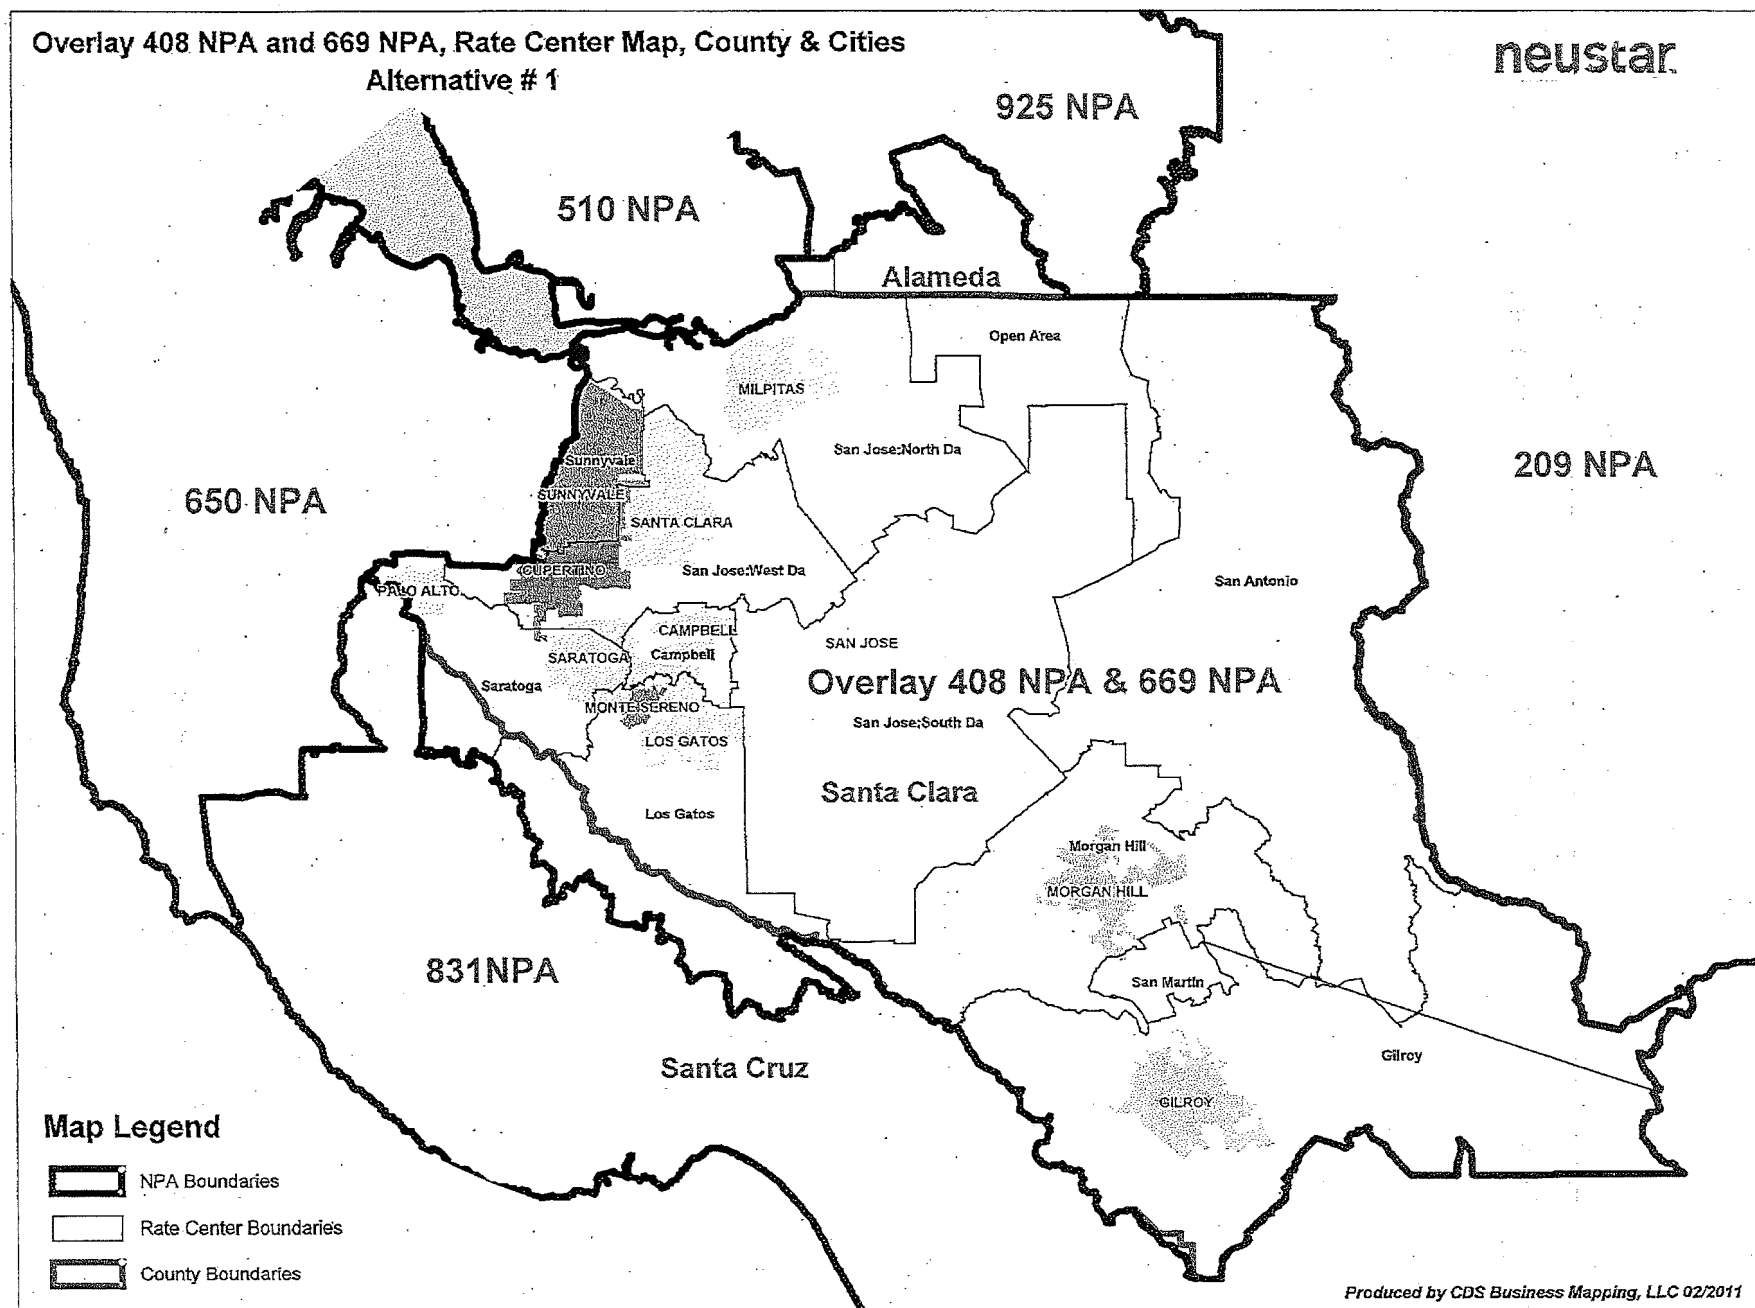 Overlay 408 NPA and 669 NPA, Rate Center Map, County & Cities
Alternative # 1
neustar
925 NPA
510 NPA
Alameda
Open Area
MILPITAS
San Jose:North Da
Sunnyvale
209 NPA
650 NPA
SUNNYVALE
SANTA CLARA
CUPERTINO
San Jose:West Da
San Antonio
PALO ALTO
CAMPBELL
SAN JOSE
SARATOGA
Campbell
Saratoga
Overlay 408 NPA & 669 NPA
MONTE SERENO
San Jose:South Da
LOS GATOS
Santa Clara
Los Gatos
Morgan Hill
MORGAN HILL
831NPA
San Martin
Santa Cruz
Gilroy
GILROY
Map Legend
NPA Boundaries
Rate Center Boundaries
County Boundaries
Produced by CDS Business Mapping, LLC 02/2011